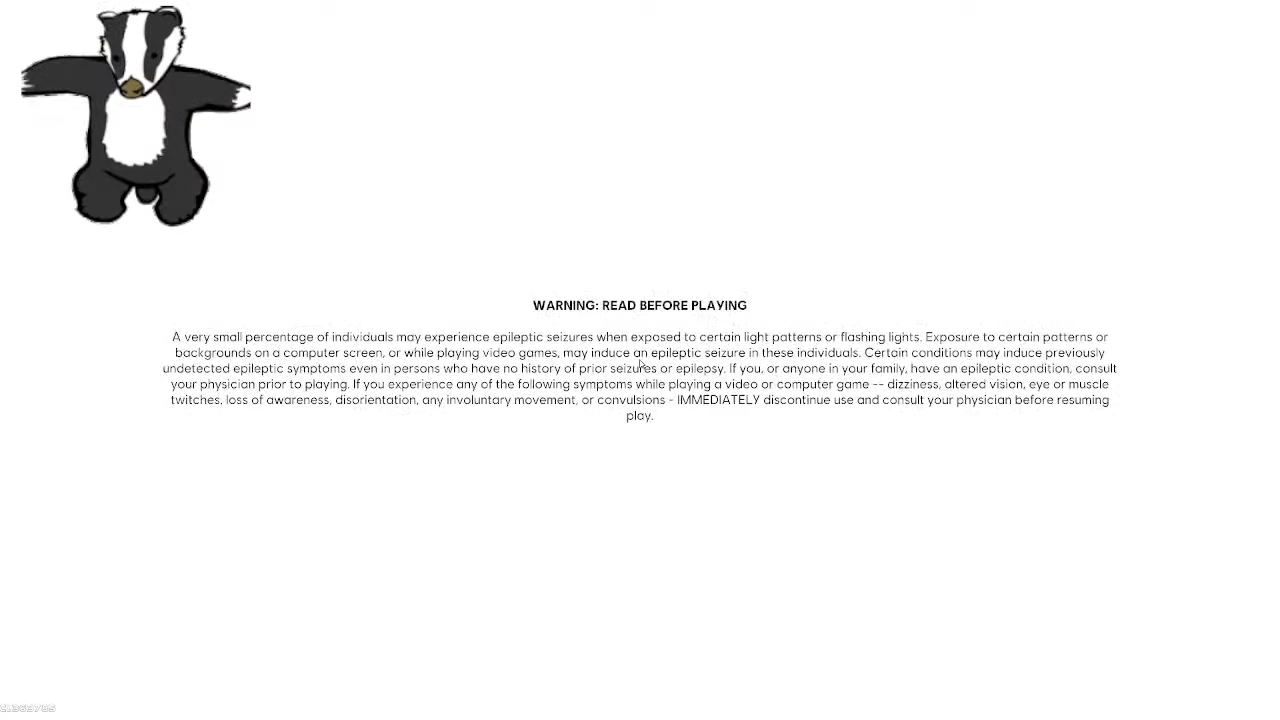 WARNING: READ BEFORE PLAYING
A very small percentage of individuals may experience epileptic seizures when exposed to certain light patterns or flashing lights. Exposure to certain patterns or
backgrounds on a computer screen, or while playing video games, may induce an epileptic seizure in these individuals. Certain conditions may induce previously
undetected epileptic symptoms even in persons who have no history of prior seizures or epilepsy. If you, or anyone in your family, have an epileptic condition, consult
your physician prior to playing. If you experience any of the following symptoms while playing a video or computer game -- dizziness, altered vision, eye or muscle
twitches, loss of awareness, disorientation, any involuntary movement, or convulsions - IMMEDIATELY discontinue use and consult your physician before resuming
play.